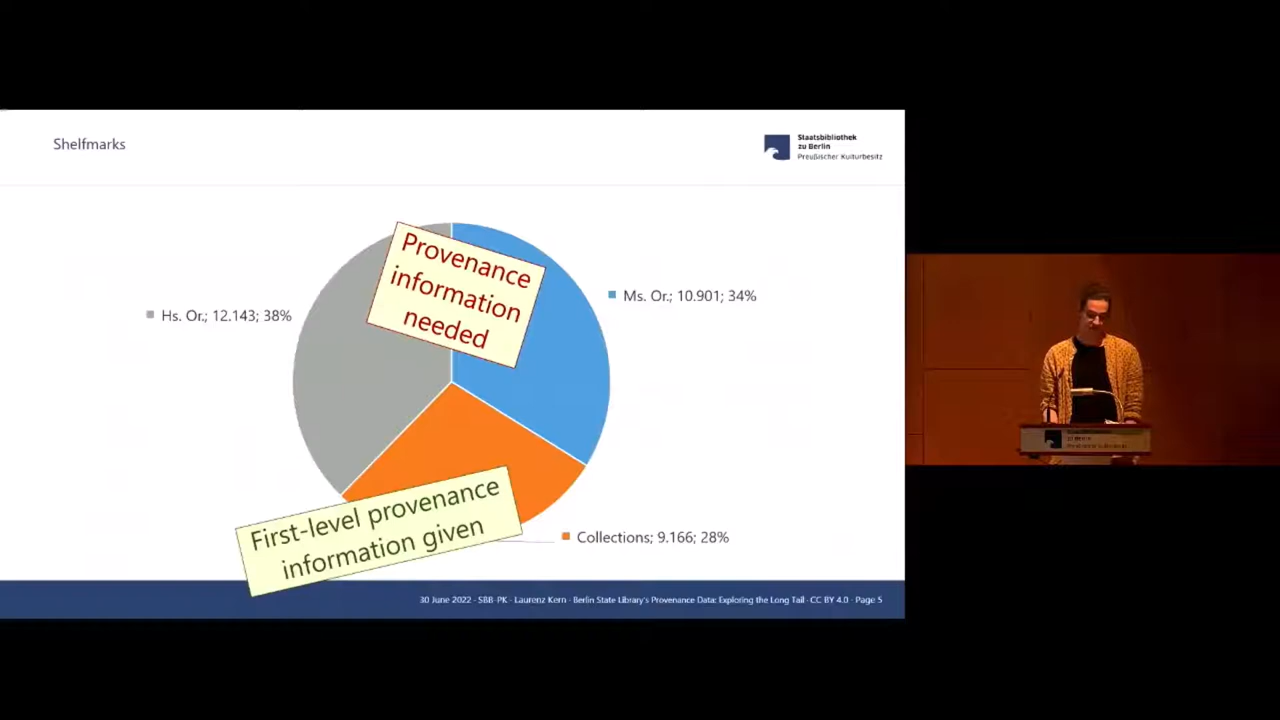 Shelfmarks
Staatsbibliothek
zu Berlin
Preußischer Kulturbesitz
Provenance
information
needed
Ms. Or.; 10.901; 34%
Hs. Or.; 12.143; 38%
First-level provenance
information given
Collections; 9.166; 28%
30 June 2022 · SBB-PK · Laurenz Kern · Berlin State Library's Provenance Data: Exploring the Long Tail · CC BY 4.0 · Page 5